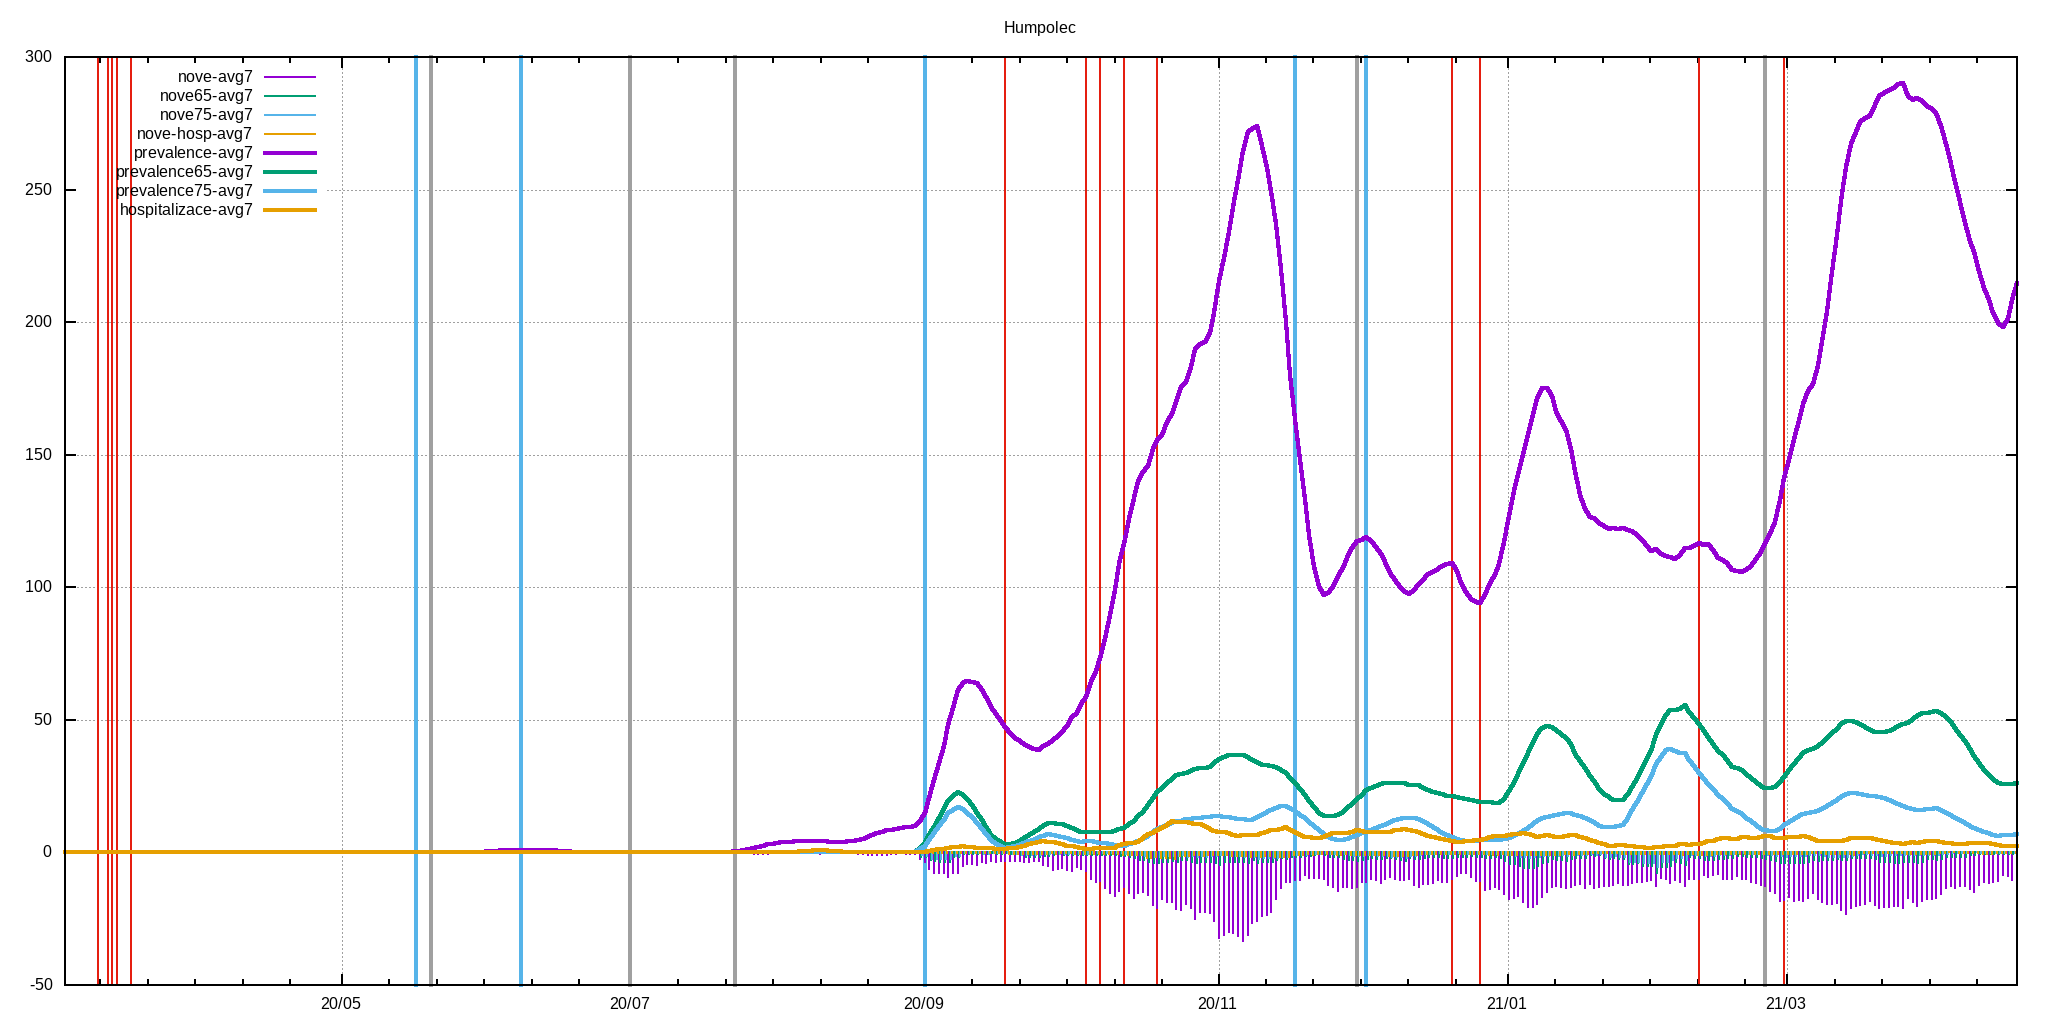 Humpolec
300
250
200
150
100
50
0
-50
nove-avg7
nove65-avg7
nove75-avg7
nove-hosp-avg7
prevalence-avg7
prevalence65-avg7
prevalence75-avg7
hospitalizace-avg7
20/05
20/07
20/09
20/11
21/01
21/03